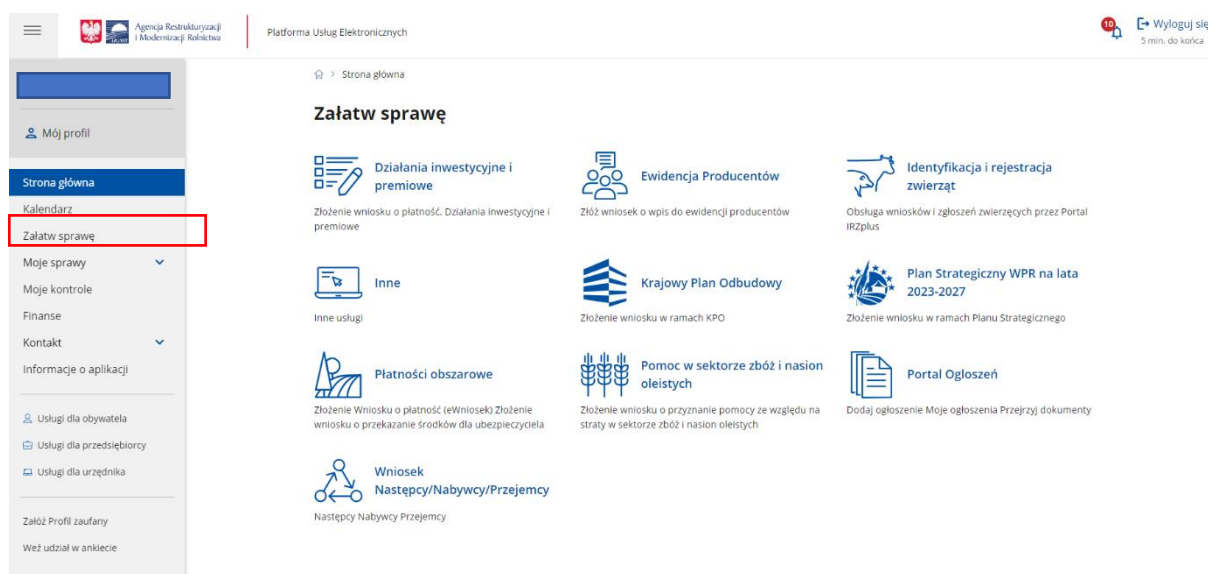 Agencja Restrukturyzacji
i Modernizacji Rolnictwa
Platforma Usług Elektronicznych
10
Wyloguj się
5 min. do końca
Mój profil
Strona główna
Kalendarz
Załatw sprawę
Moje sprawy
Moje kontrole
Finanse
Kontakt
Informacje o aplikacji
Usługi dla obywatela
Usługi dla przedsiębiorcy
Usługi dla urzędnika
Załóż Profil zaufany
Weź udział w ankiecie
> Strona główna
Załatw sprawę
Działania inwestycyjne i
premiowe
Złożenie wniosku o płatność. Działania inwestycyjne i
premiowe
Ewidencja Producentów
Złóż wniosek o wpis do ewidencji producentów
Identyfikacja i rejestracja
zwierząt
Obsługa wniosków i zgłoszeń zwierzęcych przez Portal
IRZplus
Inne
Inne usługi
Krajowy Plan Odbudowy
Złożenie wniosku w ramach KPO
Plan Strategiczny WPR na lata
2023-2027
Złożenie wniosku w ramach Planu Strategicznego
Płatności obszarowe
Złożenie Wniosku o płatność (eWniosek) Złożenie
wniosku o przekazanie środków dla ubezpieczyciela
Pomoc w sektorze zbóż i nasion
oleistych
Złożenie wniosku o przyznanie pomocy ze względu na
straty w sektorze zbóż i nasion oleistych
Portal Ogłoszeń
Dodaj ogłoszenie Moje ogłoszenia Przejrzyj dokumenty
Wniosek
Następcy/Nabywcy/Przejemcy
Następcy Nabywcy Przejemcy